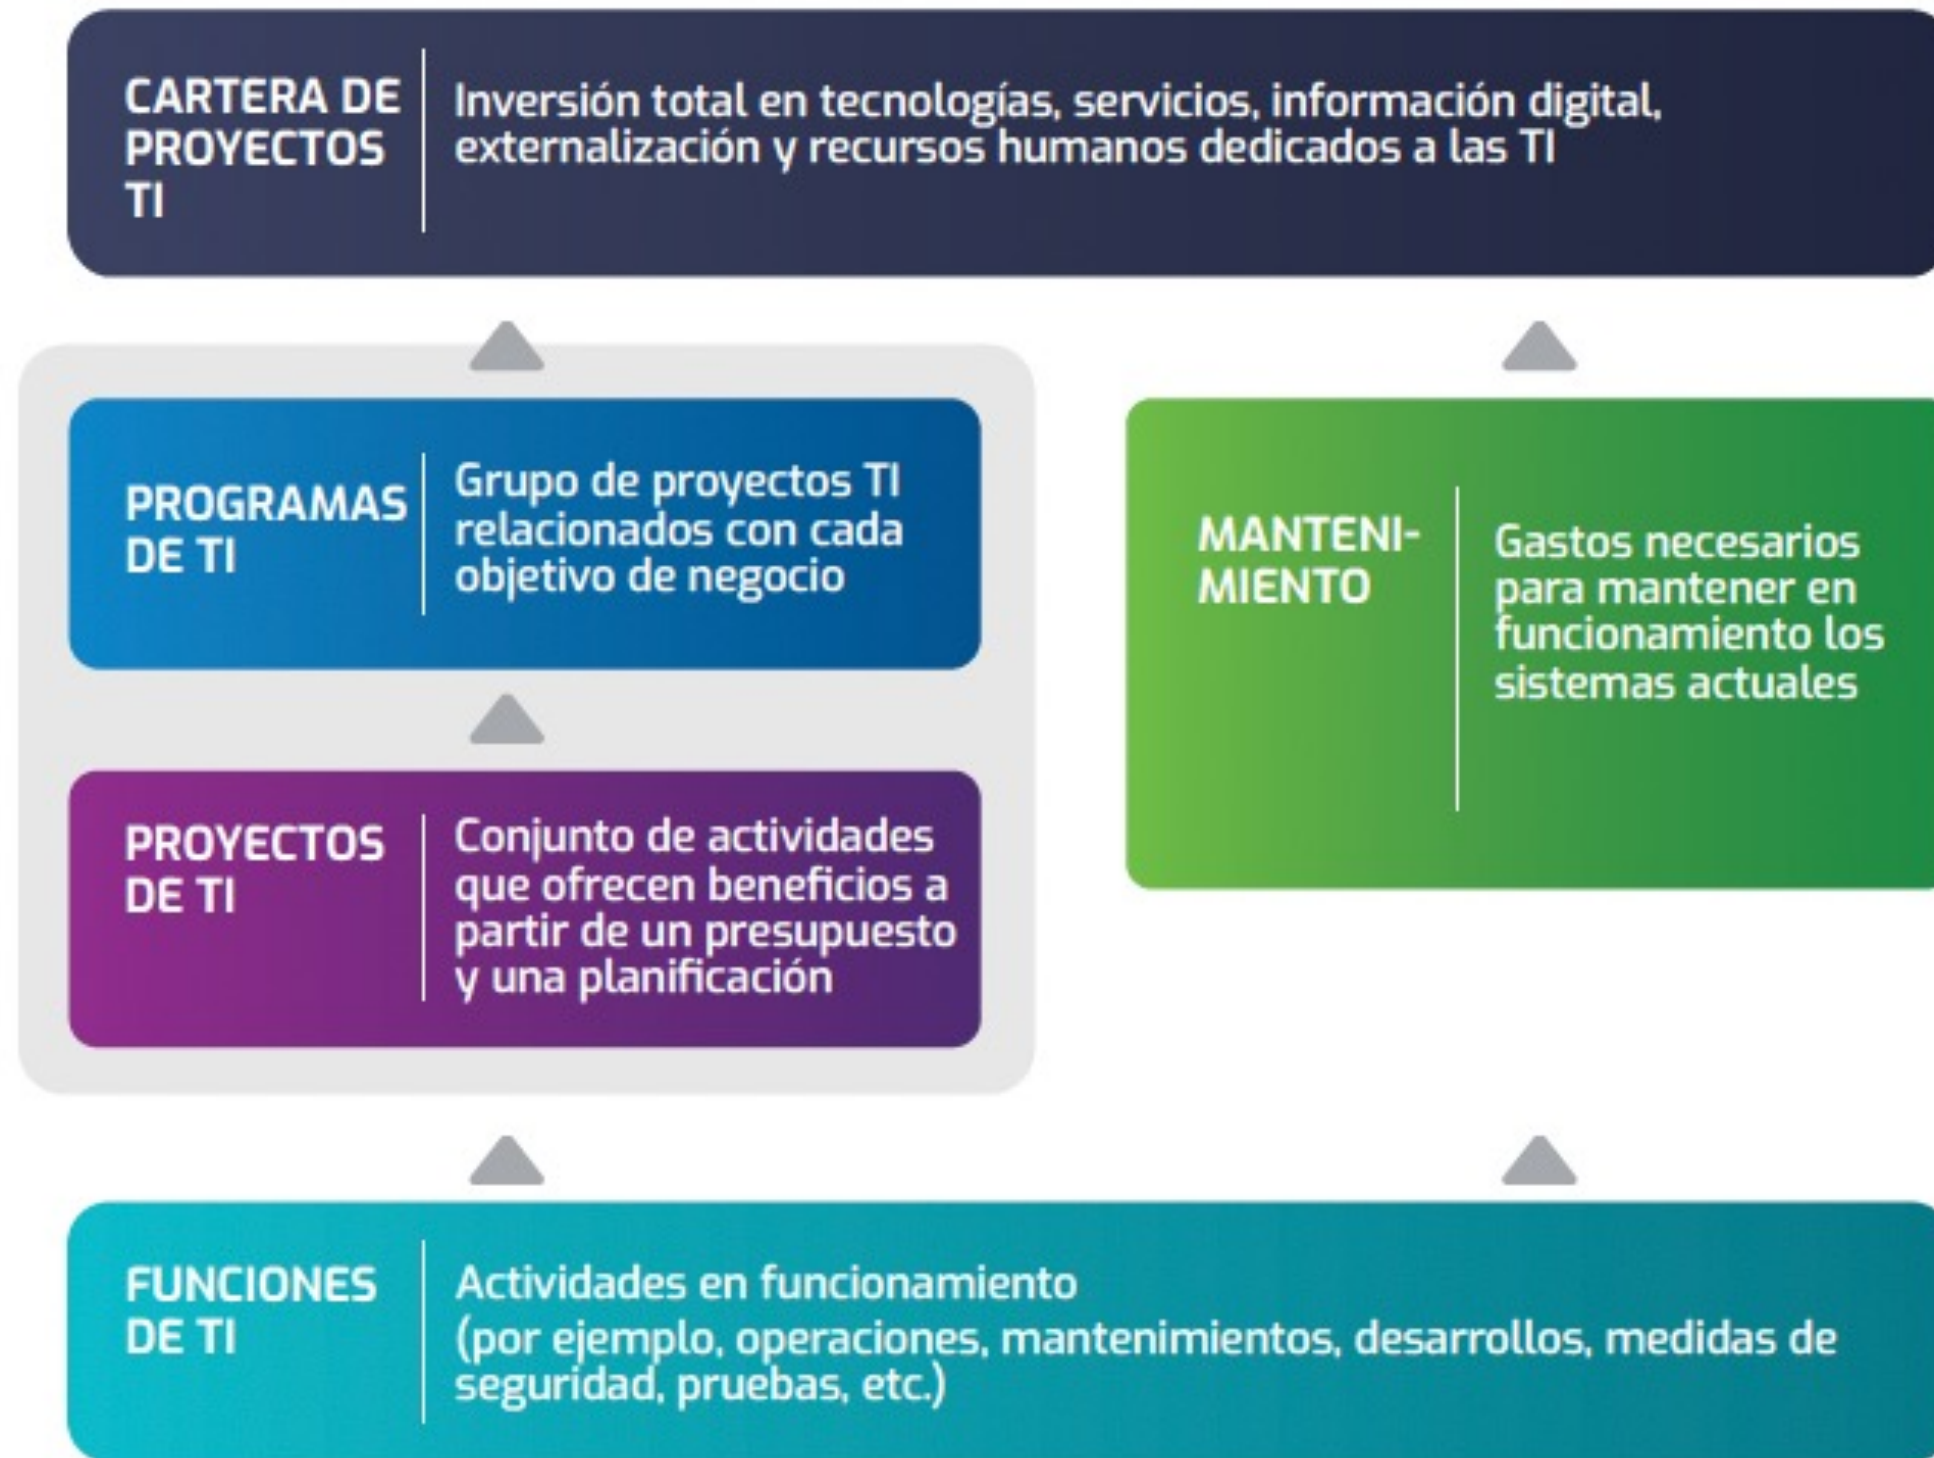 CARTERA DE
PROYECTOS
TI
Inversión total en tecnologías, servicios, información digital,
externalización y recursos humanos dedicados a las TI
PROGRAMAS
DE TI
Grupo de proyectos TI
relacionados con cada
objetivo de negocio
MANTENI-
MIENTO
Gastos necesarios
para mantener en
funcionamiento los
sistemas actuales
PROYECTOS
DE TI
Conjunto de actividades
que ofrecen beneficios a
partir de un presupuesto
y una planificación
FUNCIONES
DE TI
Actividades en funcionamiento
(por ejemplo, operaciones, mantenimientos, desarrollos, medidas de
seguridad, pruebas, etc.)